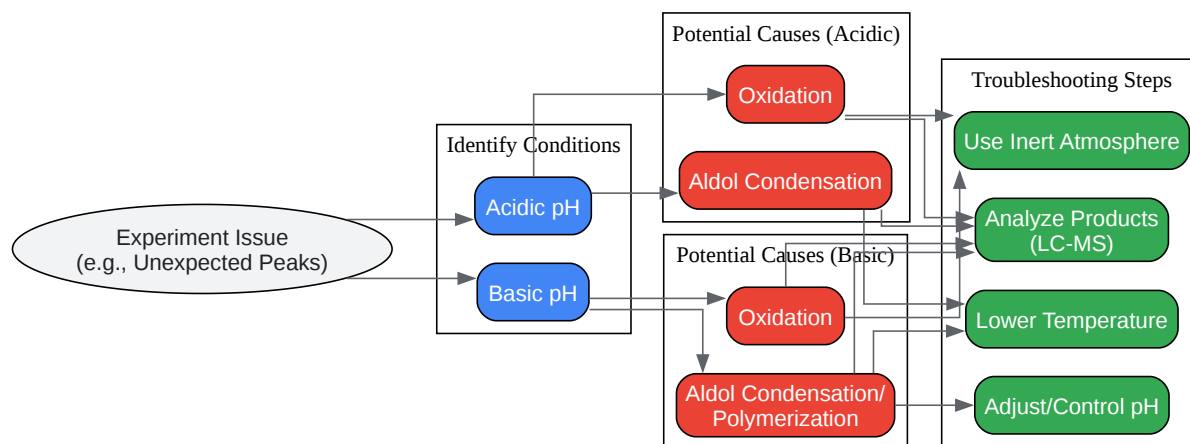 Experiment Issue
(e.g., Unexpected Peaks)
Identify Conditions
Acidic pH
Basic pH
Potential Causes (Acidic)
Oxidation
Aldol Condensation
Potential Causes (Basic)
Oxidation
Aldol Condensation/
Polymerization
Troubleshooting Steps
Use Inert Atmosphere
Analyze Products
(LC-MS)
Lower Temperature
Adjust/Control pH